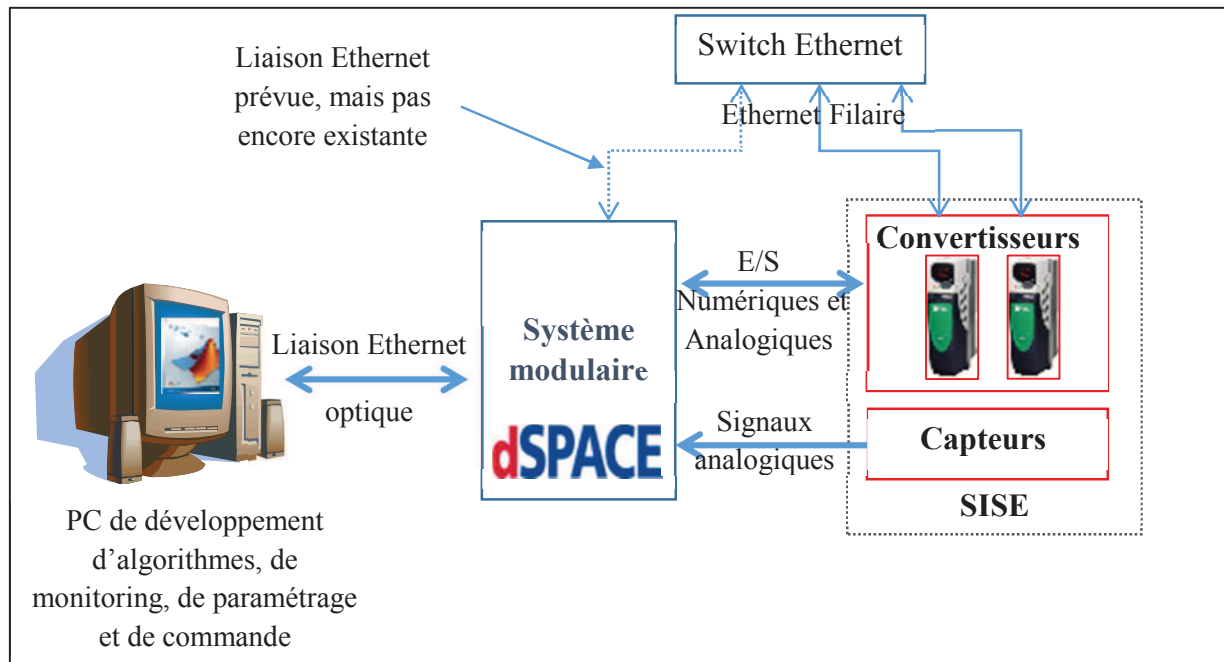 Switch Ethernet
Liaison Ethernet
prévue, mais pas
encore existante
Ethernet Filaire
Convertisseurs
E/S
Numériques et
Analogiques
Système
modulaire
dSPACE
Liaison Ethernet
optique
Signaux
analogiques
Capteurs
SISE
PC de développement
d’algorithmes, de
monitoring, de paramétrage
et de commande